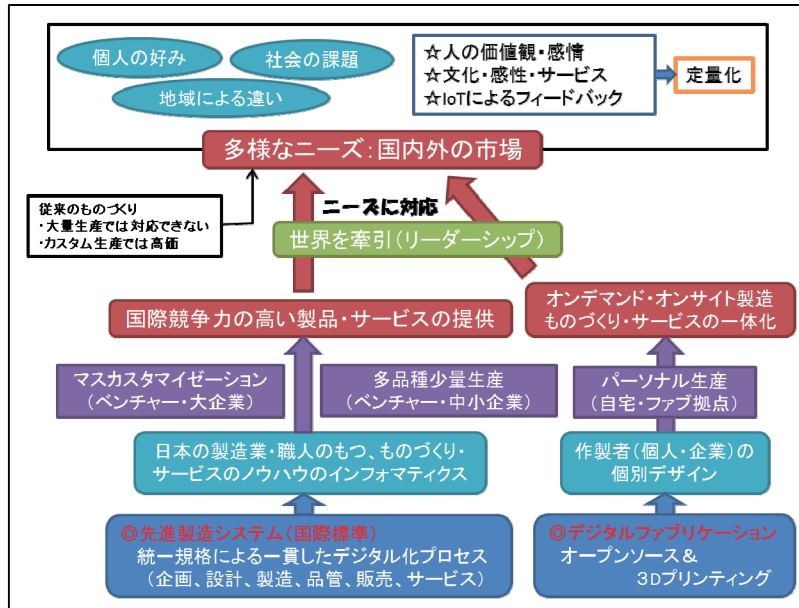 個人の好み
社会の課題
地域による違い
☆人の価値観・感情
☆文化・感性・サービス
☆IoTによるフィードバック
定量化
多様なニーズ:国内外の市場
従来のものづくり
・大量生産では対応できない
・カスタム生産では高価
ニーズに対応
世界を牽引(リーダーシップ)
国際競争力の高い製品・サービスの提供
オンデマンド・オンサイト製造
ものづくり・サービスの一体化
マスカスタマイゼーション
(ベンチャー・大企業)
多品種少量生産
(ベンチャー・中小企業)
パーソナル生産
(自宅・ファブ拠点)
日本の製造業・職人のもつ、ものづくり・
サービスのノウハウのインフォマティクス
作製者(個人・企業)の
個別デザイン
◎先進製造システム(国際標準)
統一規格による一貫したデジタル化プロセス
(企画、設計、製造、品管、販売、サービス)
◎デジタルファブリケーション
オープンソース&
3Dプリンティング